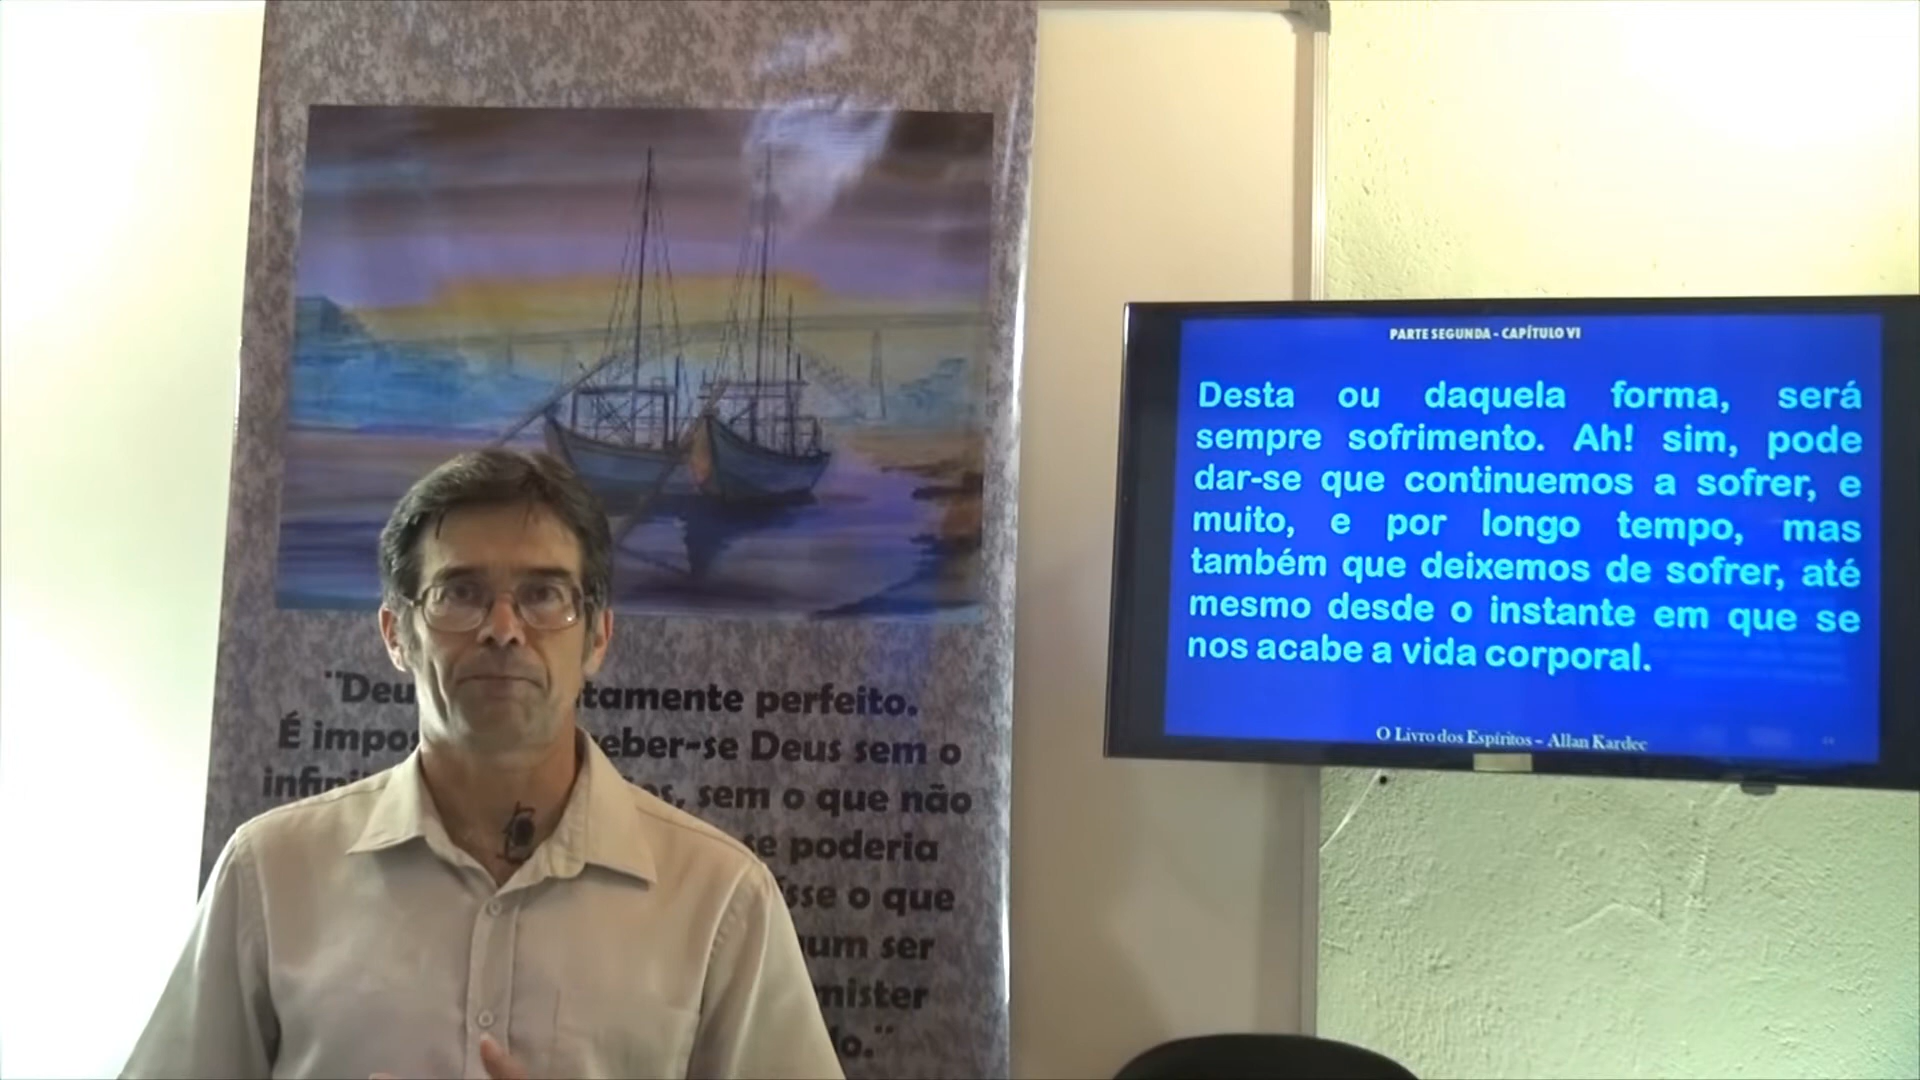 ¨Deu tamente perfeito.
É impos eber-se Deus sem o
infini s, sem o que não
se poderia
sse o que
um ser
mister
o.¨
PARTE SEGUNDA - CAPÍTULO VI
Desta ou daquela forma, será
sempre sofrimento. Ah! sim, pode
dar-se que continuemos a sofrer, e
muito, e por longo tempo, mas
também que deixemos de sofrer, até
mesmo desde o instante em que se
nos acabe a vida corporal.
O Livro dos Espíritos – Allan Kardec